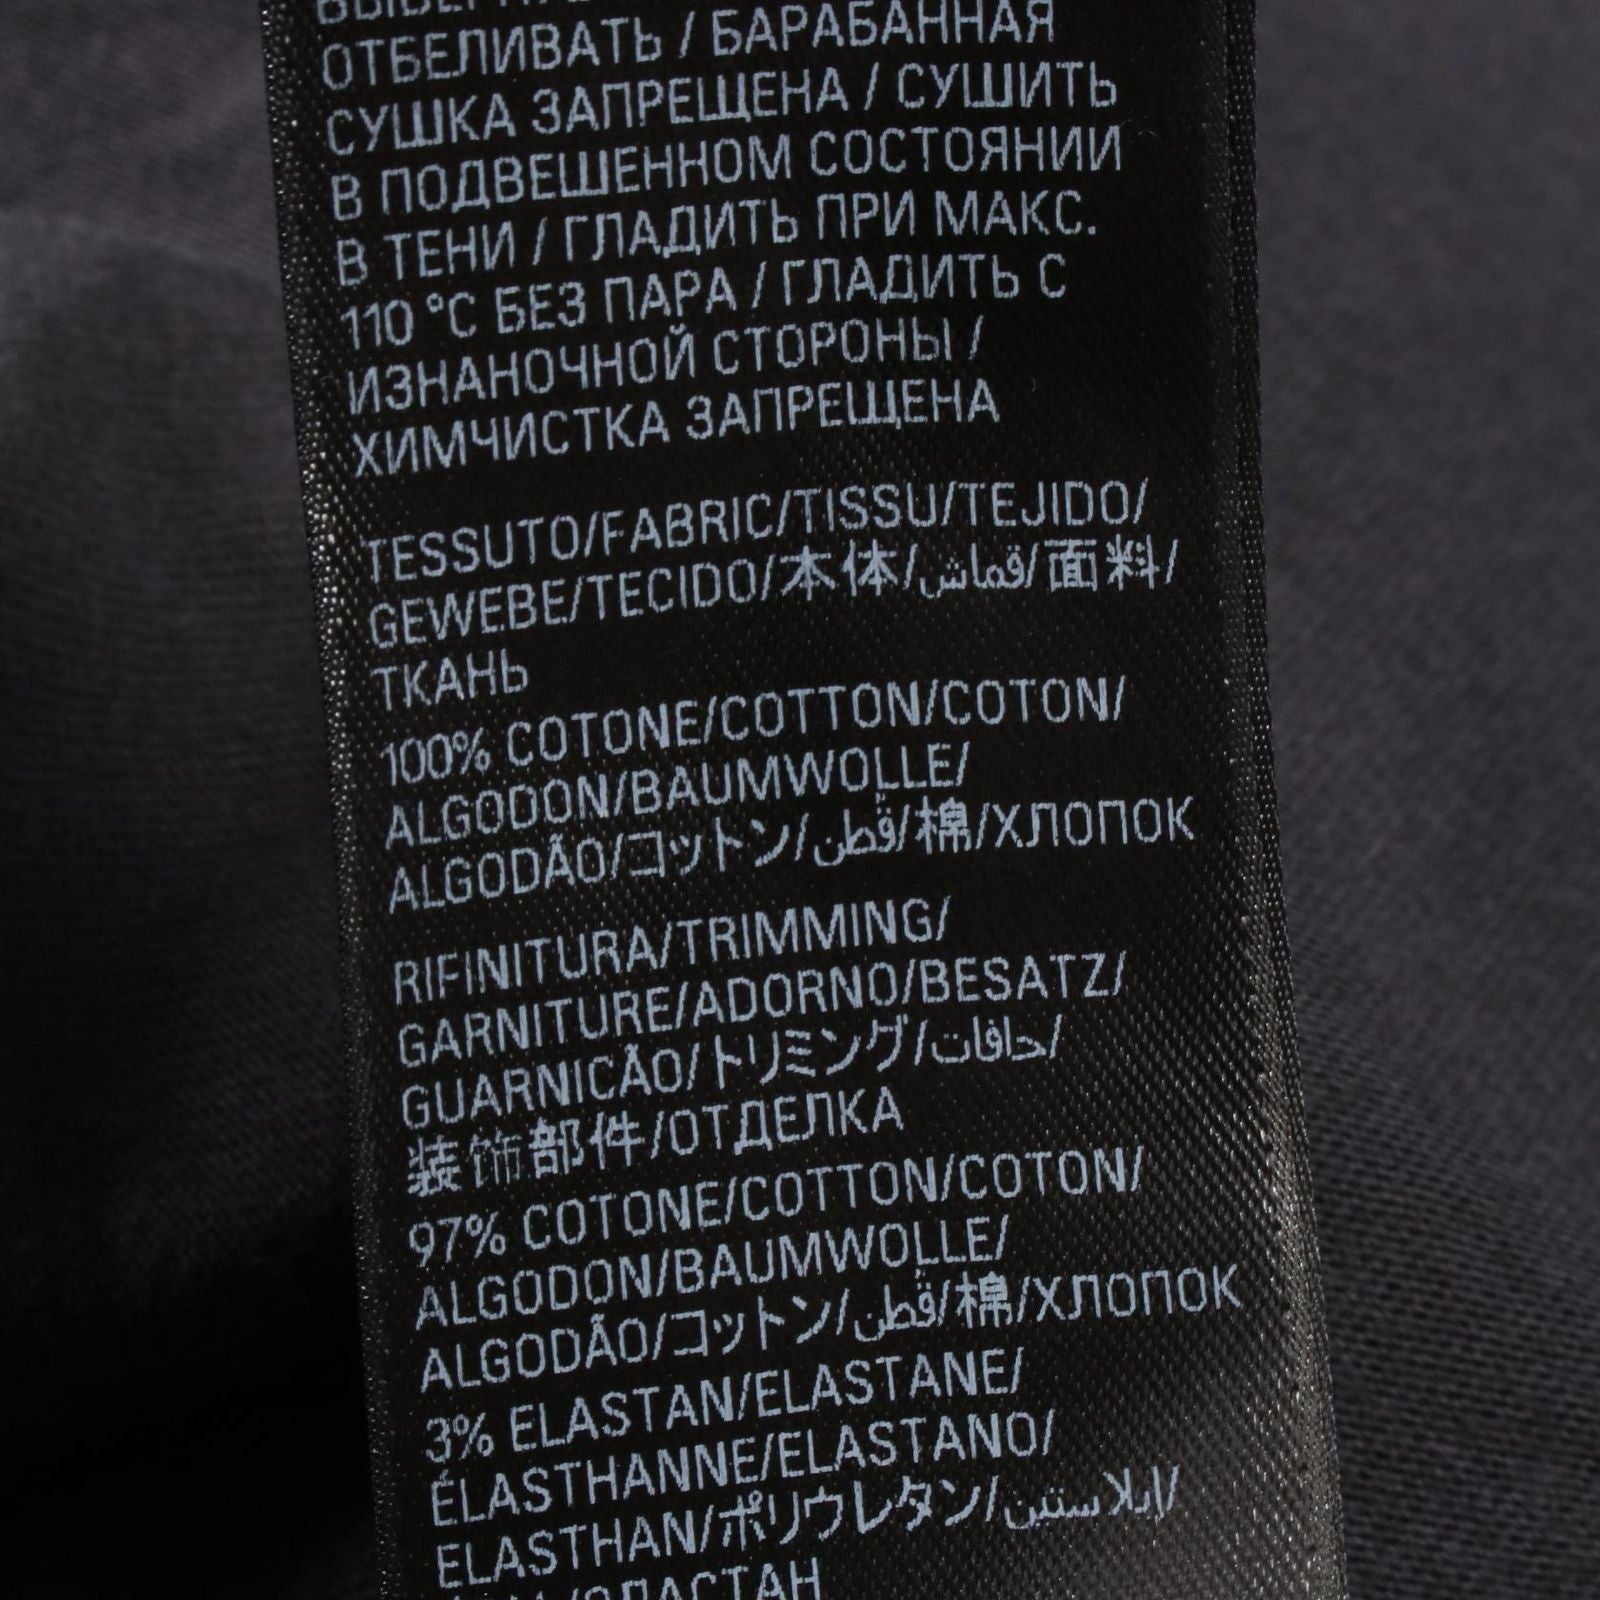 ОТБЕЛИВАТЬ / БАРАБАННАЯ
СУШКА ЗАПРЕЩЕНА / СУШИТЬ
В ПОДВЕШЕННОМ СОСТОЯНИИ
В ТЕНИ / ГЛАДИТЬ ПРИ МАКС.
110 °C БЕЗ ПАРА / ГЛАДИТЬ С
ИЗНАНОЧНОЙ СТОРОНЫ /
ХИМЧИСТКА ЗАПРЕЩЕНА
TESSUTO/FABRIC/TISSU/TEJIDO/
GEWEBE/TECIDO/本体/قماش/面料/
ТКАНЬ
100% COTONE/COTTON/COTON/
ALGODON/BAUMWOLLE/
ALGODÃO/コットン/قطن/棉/ХЛОПОК
RIFINITURA/TRIMMING/
GARNITURE/ADORNO/BESATZ/
GUARNICÃO/トリミング/حافات/
装饰部件/ОТДЕЛКА
97% COTONE/COTTON/COTON/
ALGODON/BAUMWOLLE/
ALGODÃO/コットン/قطن/棉/ХЛОПОК
3% ELASTAN/ELASTANE/
ÉLASTHANNE/ELASTANO/
ELASTHAN/ポリウレタン/إيلاستين/
/ЭЛАСТАН